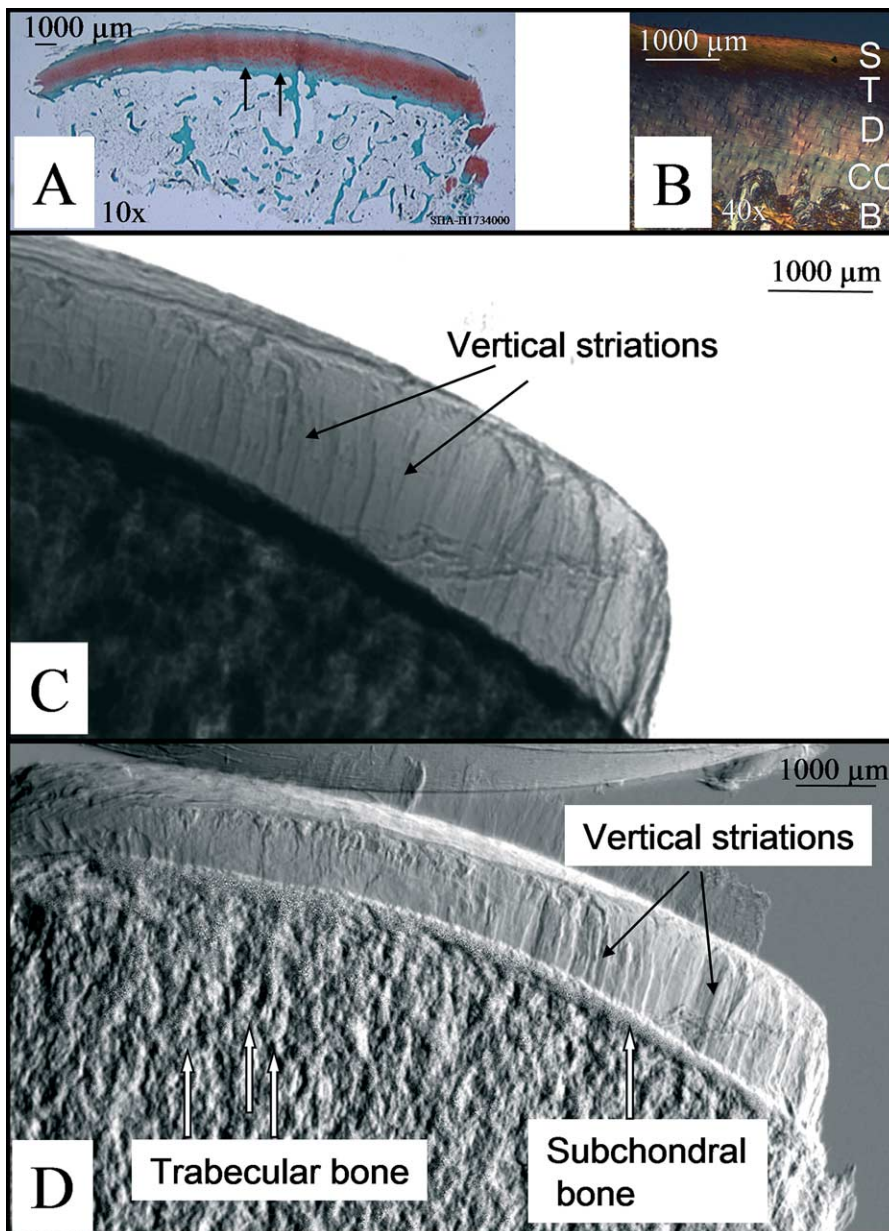 1000 µm
A
10x
SHA-H1734000
1000 µm
S
T
D
CC
B
B
40x
1000 µm
Vertical striations
C
1000 µm
Vertical striations
Trabecular bone
Subchondral
bone
D